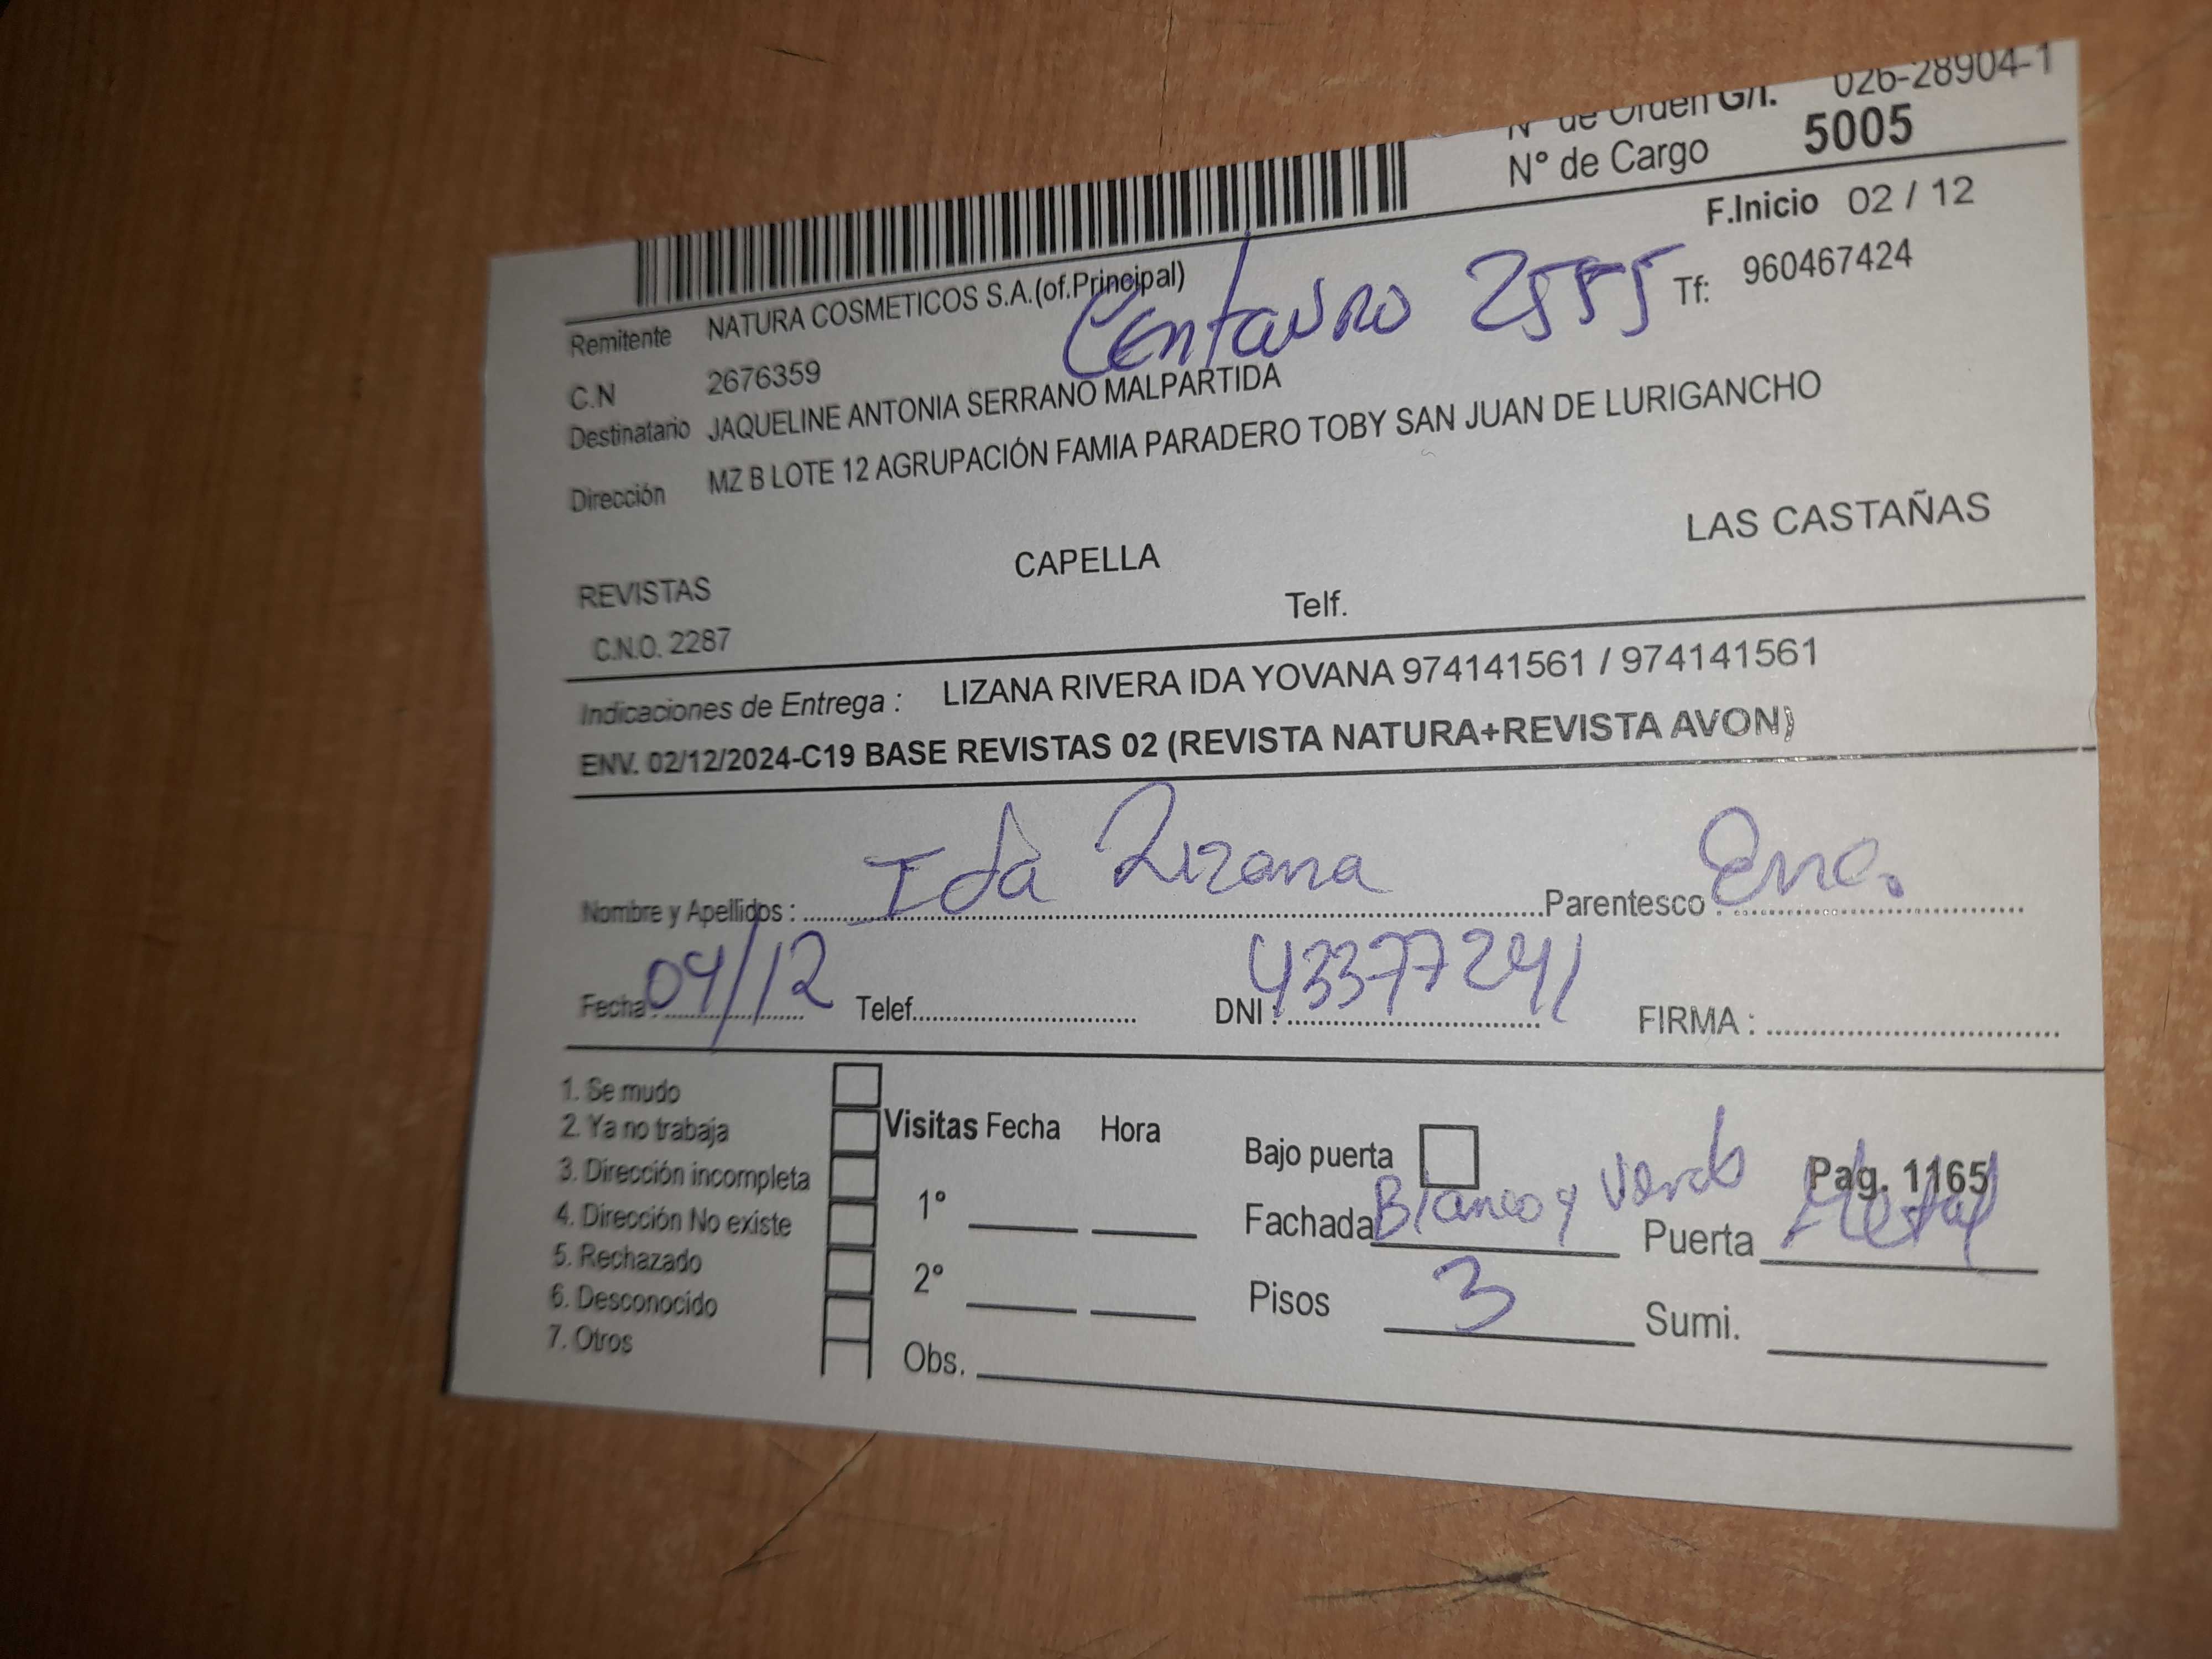 N° de Orden G/I. 026-28904-1
N° de Cargo 5005
F.Inicio 02 / 12
Remitente NATURA COSMETICOS S.A.(of.Principal)
Centauro 2555 Tf: 960467424
C.N 2676359
Destinatario JAQUELINE ANTONIA SERRANO MALPARTIDA
Dirección MZ B LOTE 12 AGRUPACIÓN FAMIA PARADERO TOBY SAN JUAN DE LURIGANCHO
REVISTAS CAPELLA LAS CASTAÑAS
C.N.O. 2287 Telf.
Indicaciones de Entrega : LIZANA RIVERA IDA YOVANA 974141561 / 974141561
ENV. 02/12/2024-C19 BASE REVISTAS 02 (REVISTA NATURA+REVISTA AVON)
Nombre y Apellidos : Ida Lizana Parentesco : Enc.
Fecha : 04/12 Telef. DNI : 43377241 FIRMA :
1. Se mudo
2. Ya no trabaja
3. Dirección incompleta
4. Dirección No existe
5. Rechazado
6. Desconocido
7. Otros
Visitas Fecha Hora
1°
2°
Obs.
Bajo puerta Pag. 1165
Fachada Blanco y Verde Puerta Metal
Pisos 3 Sumi.